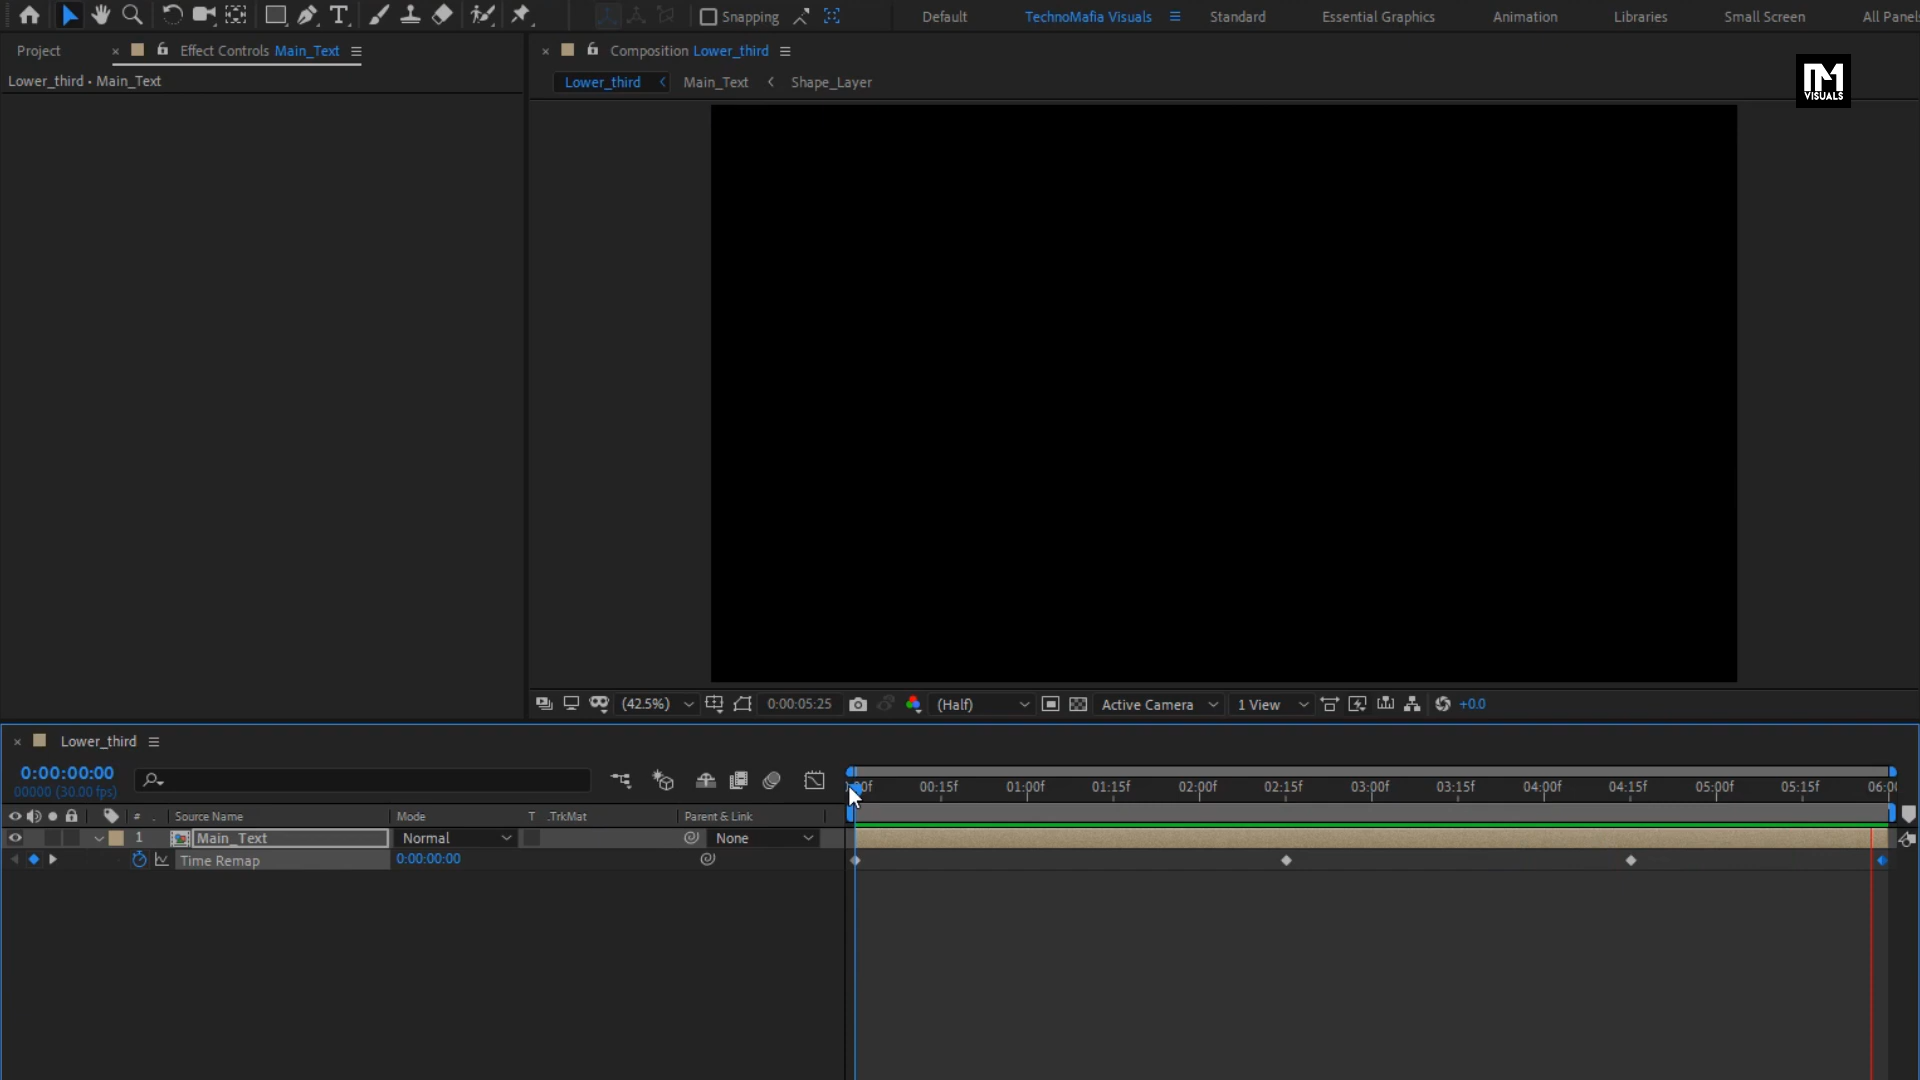 Snapping
Default
TechnoMafia Visuals
Standard
Essential Graphics
Animation
Libraries
Small Screen
All Panels
Project
Effect Controls Main_Text
Composition Lower_third
Lower_third • Main_Text
Lower_third
Main_Text
Shape_Layer
VISUALS
(42.5%)
0:00:05:25
(Half)
Active Camera
1 View
+0.0
Lower_third
0:00:00:00
00000 (30.00 fps)
00:15f
01:00f
01:15f
02:00f
02:15f
03:00f
03:15f
04:00f
04:15f
05:00f
05:15f
# Source Name
Mode
T .TrkMat
Parent & Link
1 Main_Text
Normal
None
Time Remap
0:00:00:00